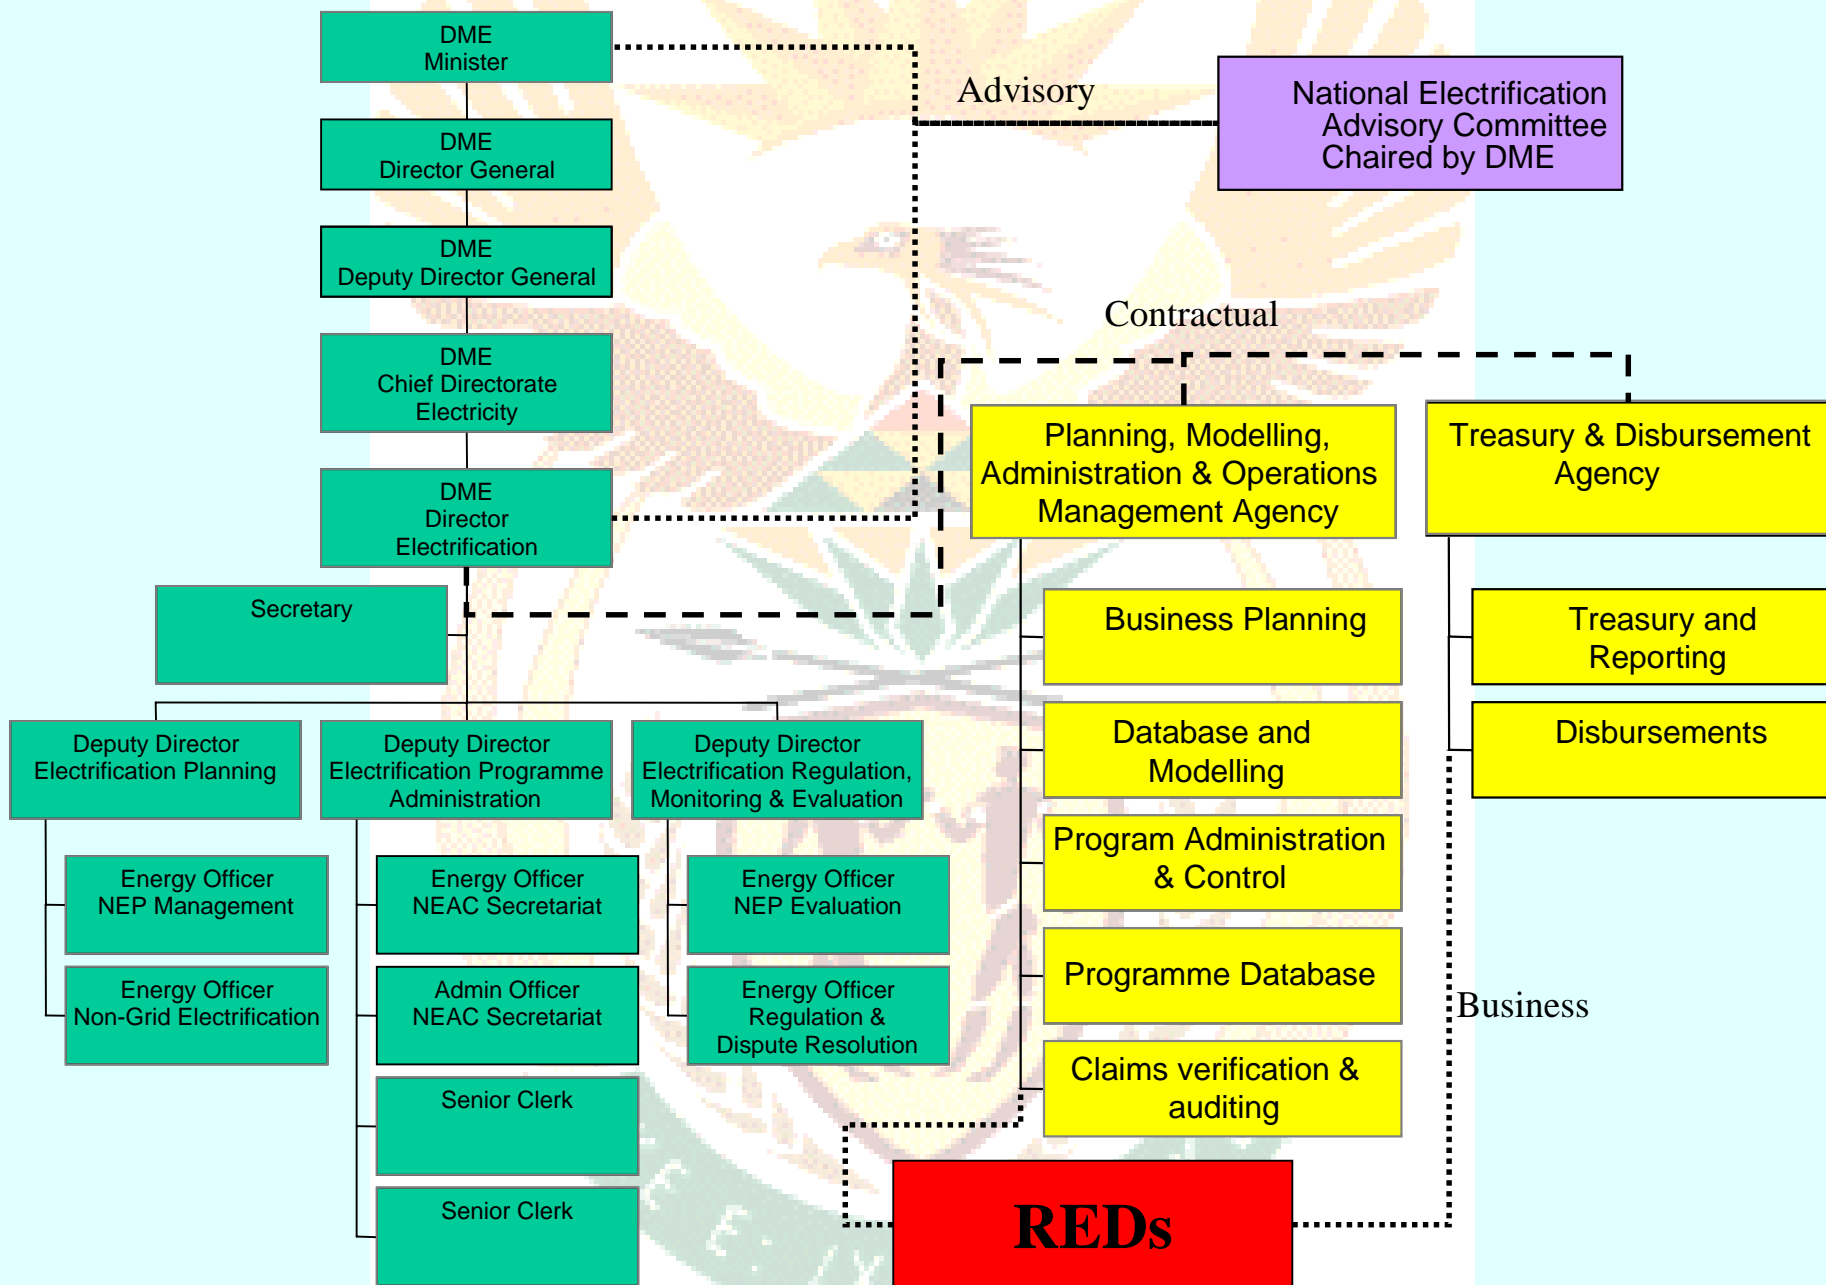 DME
Minister
Advisory
National Electrification
Advisory Committee
Chaired by DME
DME
Director General
DME
Deputy Director General
Contractual
DME
Chief Directorate
Electricity
Planning, Modelling,
Administration & Operations
Management Agency
Treasury & Disbursement
Agency
DME
Director
Electrification
Secretary
Business Planning
Treasury and
Reporting
Deputy Director
Electrification Planning
Deputy Director
Electrification Programme
Administration
Deputy Director
Electrification Regulation,
Monitoring & Evaluation
Database and
Modelling
Disbursements
Program Administration
& Control
Energy Officer
NEP Management
Energy Officer
NEAC Secretariat
Energy Officer
NEP Evaluation
Programme Database
Business
Energy Officer
Non-Grid Electrification
Admin Officer
NEAC Secretariat
Energy Officer
Regulation &
Dispute Resolution
Claims verification &
auditing
Senior Clerk
Senior Clerk
REDs